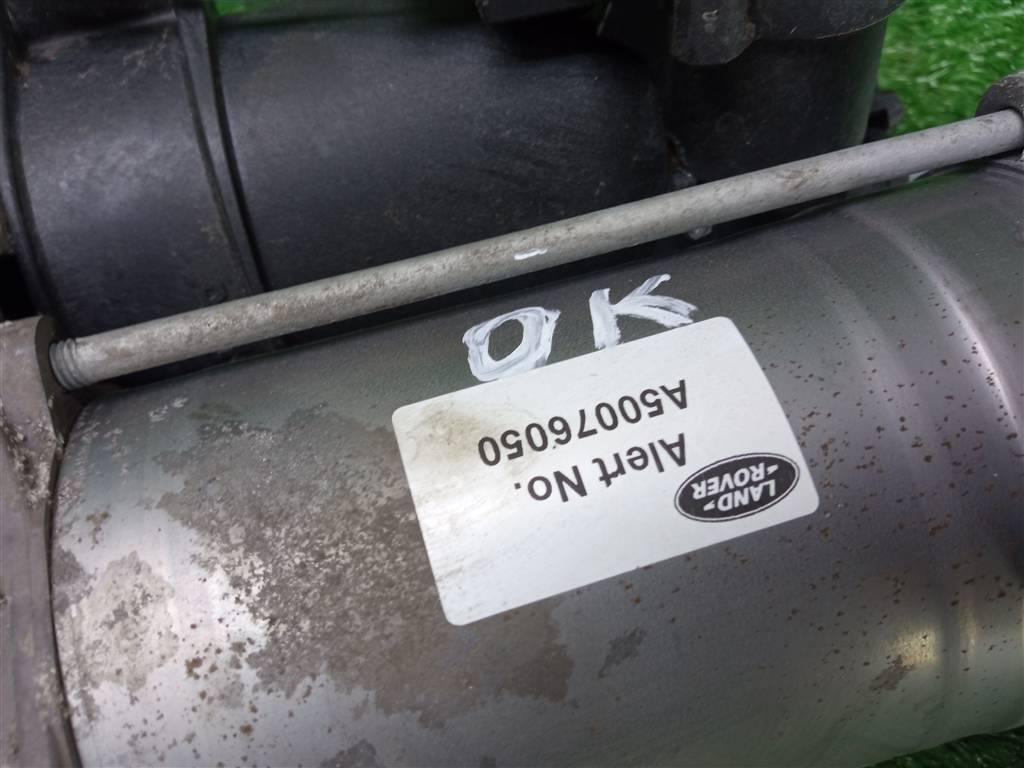 OK
LAND-
ROVER
Alert No.
A50076050